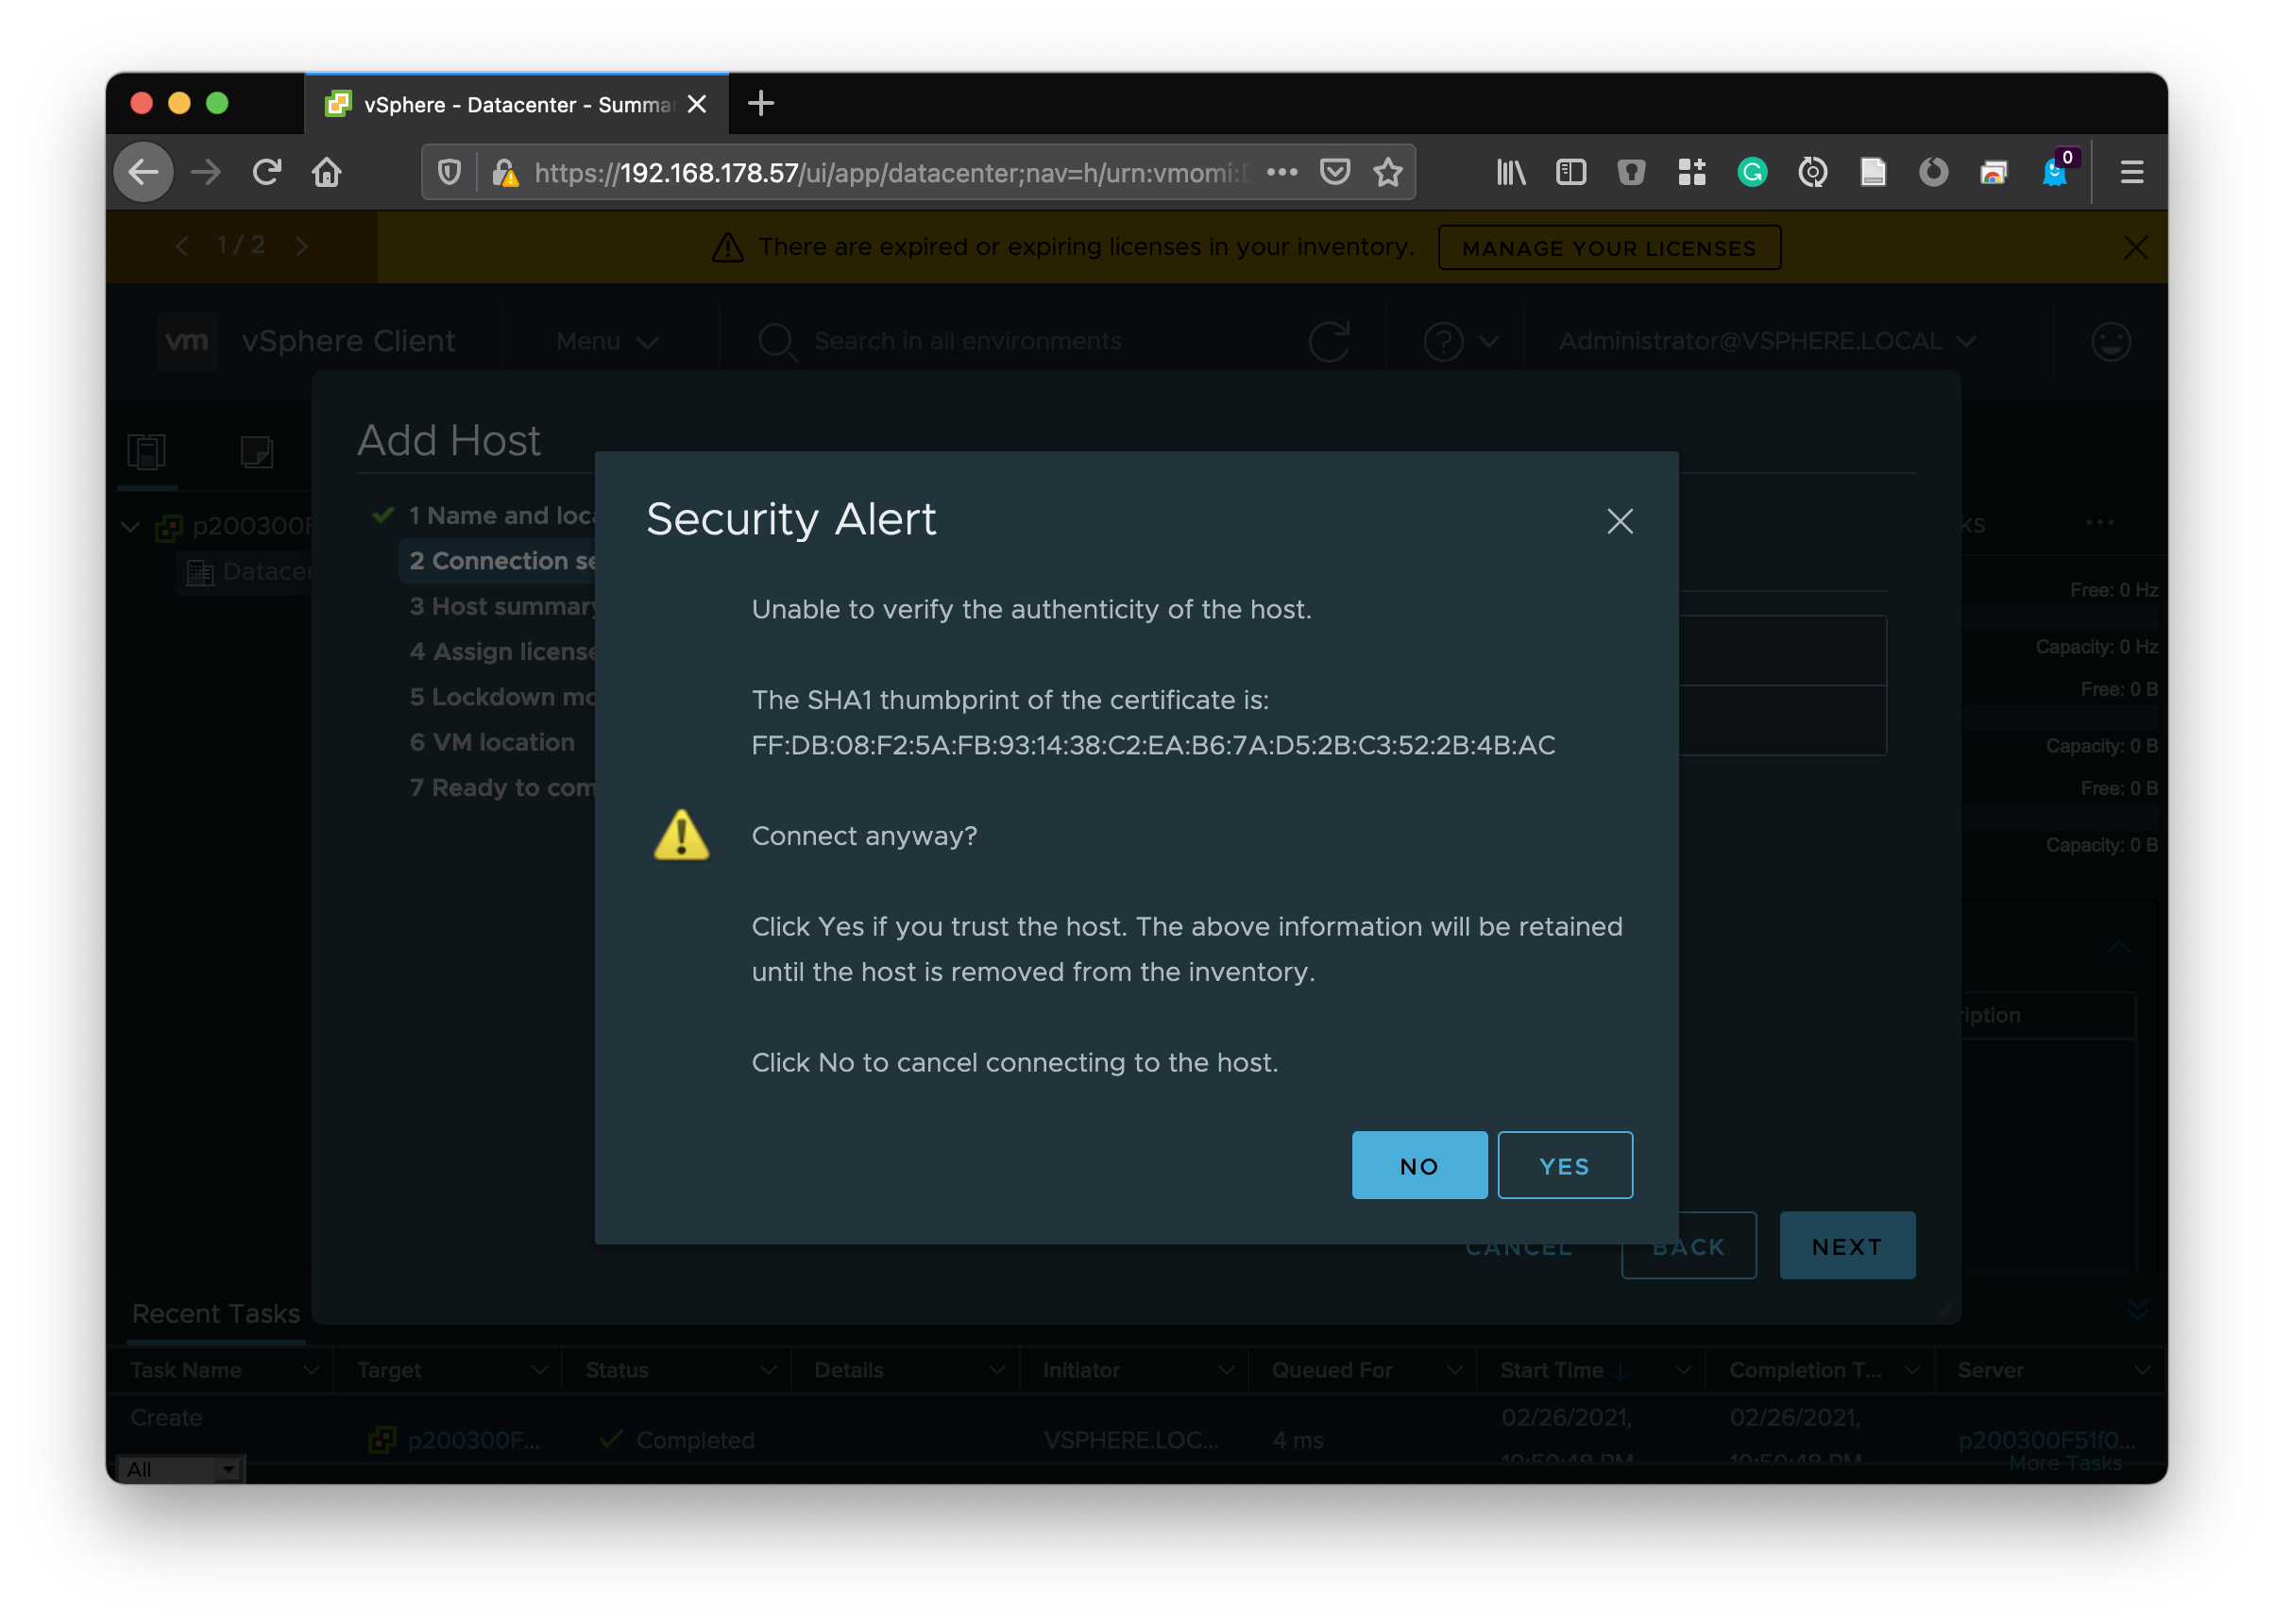 vSphere - Datacenter - Summa
https://192.168.178.57/ui/app/datacenter;nav=h/urn:vmomi:
0
1 / 2
There are expired or expiring licenses in your inventory.
MANAGE YOUR LICENSES
vm
vSphere Client
Menu
Search in all environments
Administrator@VSPHERE.LOCAL
Add Host
1 Name and loca
2 Connection se
3 Host summary
4 Assign license
5 Lockdown mo
6 VM location
7 Ready to com
p200300F
Datacen
Security Alert
Unable to verify the authenticity of the host.
The SHA1 thumbprint of the certificate is:
FF:DB:08:F2:5A:FB:93:14:38:C2:EA:B6:7A:D5:2B:C3:52:2B:4B:AC
Connect anyway?
Click Yes if you trust the host. The above information will be retained
until the host is removed from the inventory.
Click No to cancel connecting to the host.
NO
YES
CANCEL
BACK
NEXT
ks
Free: 0 Hz
Capacity: 0 Hz
Free: 0 B
Capacity: 0 B
Free: 0 B
Capacity: 0 B
ription
Recent Tasks
Task Name
Target
Status
Details
Initiator
Queued For
Start Time
Completion T...
Server
Create
p200300F...
Completed
VSPHERE.LOC...
4 ms
02/26/2021,
10:50:48 PM
02/26/2021,
10:50:48 PM
p200300F51f0...
All
More Tasks